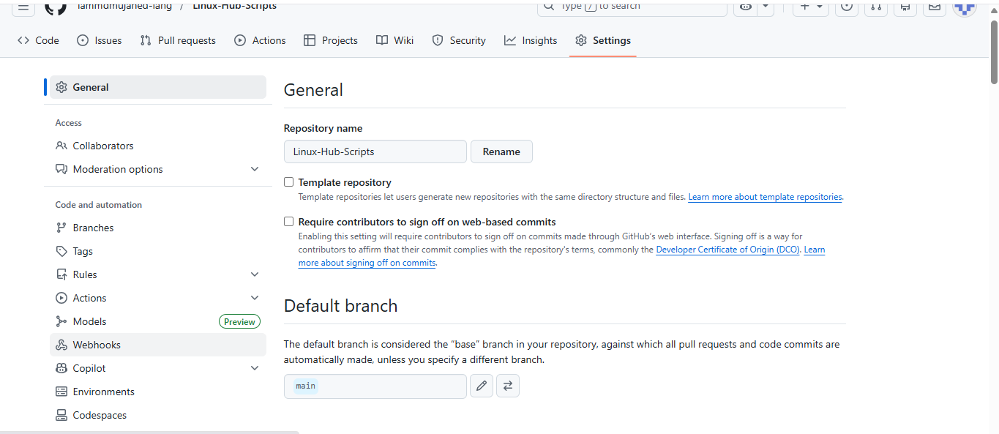 iammdmujahed-lang / Linux-Hub-Scripts
Type / to search
Code
Issues
Pull requests
Actions
Projects
Wiki
Security
Insights
Settings
General
Access
Collaborators
Moderation options
Code and automation
Branches
Tags
Rules
Actions
Models Preview
Webhooks
Copilot
Environments
Codespaces
General
Repository name
Linux-Hub-Scripts Rename
Template repository
Template repositories let users generate new repositories with the same directory structure and files. Learn more about template repositories.
Require contributors to sign off on web-based commits
Enabling this setting will require contributors to sign off on commits made through GitHub's web interface. Signing off is a way for
contributors to affirm that their commit complies with the repository's terms, commonly the Developer Certificate of Origin (DCO). Learn
more about signing off on commits.
Default branch
The default branch is considered the “base” branch in your repository, against which all pull requests and code commits are
automatically made, unless you specify a different branch.
main